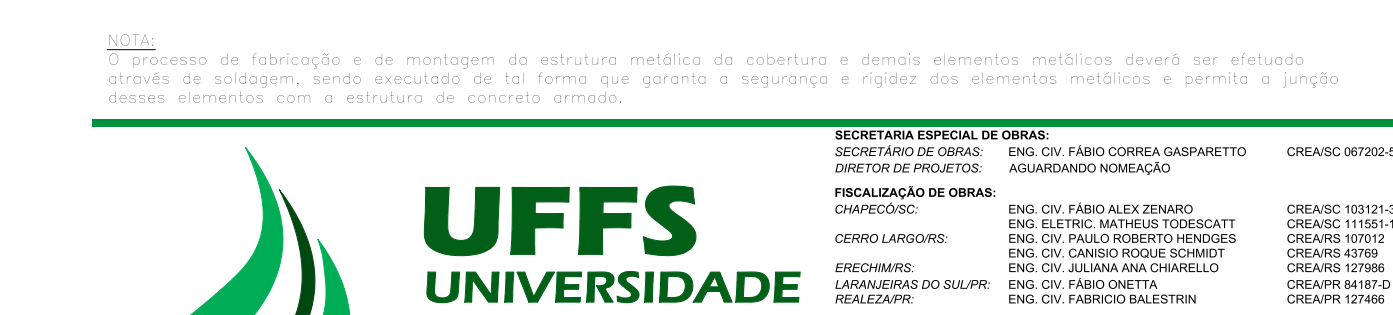 NOTA:
O processo de fabricação e de montagem da estrutura metálica da cobertura e demais elementos metálicos deverá ser efetuado
através de soldagem, sendo executado de tal forma que garanta a segurança e rigidez dos elementos metálicos e permita a junção
desses elementos com a estrutura de concreto armado.
UFFS
UNIVERSIDADE
SECRETARIA ESPECIAL DE OBRAS:
SECRETÁRIO DE OBRAS: ENG. CIV. FÁBIO CORREA GASPARETTO CREA/SC 067202-5
DIRETOR DE PROJETOS: AGUARDANDO NOMEAÇÃO
FISCALIZAÇÃO DE OBRAS:
CHAPECÓ/SC: ENG. CIV. FÁBIO ALEX ZENARO CREA/SC 103121-3
ENG. ELETRIC. MATHEUS TODESCATT CREA/SC 111551-1
CERRO LARGO/RS: ENG. CIV. PAULO ROBERTO HENDGES CREA/RS 107012
ENG. CIV. CANISIO ROQUE SCHMIDT CREA/RS 43769
ERECHIM/RS: ENG. CIV. JULIANA ANA CHIARELLO CREA/RS 127986
LARANJEIRAS DO SUL/PR: ENG. CIV. FÁBIO ONETTA CREA/PR 84187-D
REALEZA/PR: ENG. CIV. FABRICIO BALESTRIN CREA/PR 127466